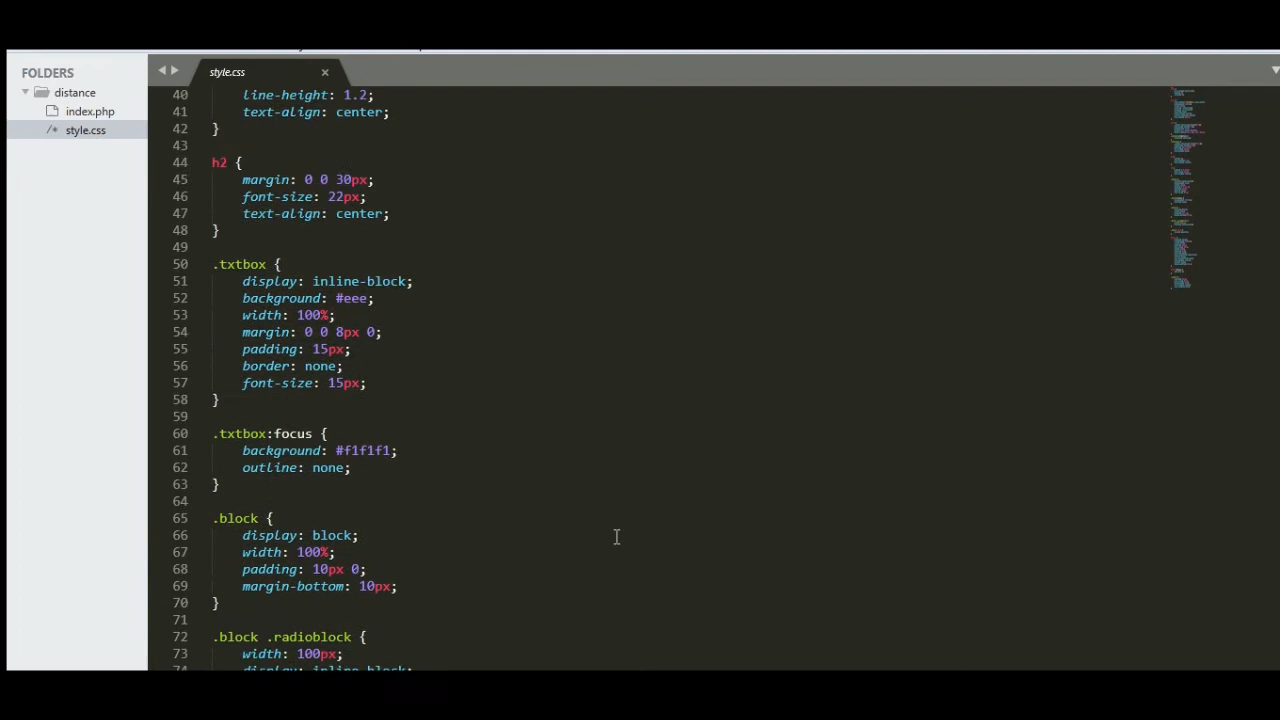 FOLDERS
distance
index.php
/* style.css
style.css ×
40 line-height: 1.2;
41 text-align: center;
42 }
43
44 h2 {
45 margin: 0 0 30px;
46 font-size: 22px;
47 text-align: center;
48 }
49
50 .txtbox {
51 display: inline-block;
52 background: #eee;
53 width: 100%;
54 margin: 0 0 8px 0;
55 padding: 15px;
56 border: none;
57 font-size: 15px;
58 }
59
60 .txtbox:focus {
61 background: #f1f1f1;
62 outline: none;
63 }
64
65 .block {
66 display: block;
67 width: 100%;
68 padding: 10px 0;
69 margin-bottom: 10px;
70 }
71
72 .block .radioblock {
73 width: 100px;
74 display: inline-block;